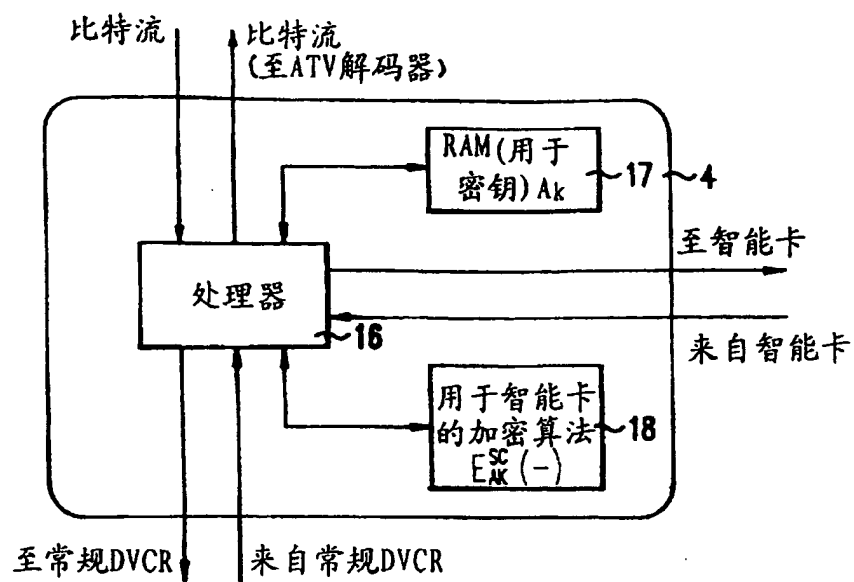 比特流
比特流
(至ATV解码器)
RAM(用于
密钥)Ak
17
4
至智能卡
处理器
16
来自智能卡
用于智能卡
的加密算法
E^SC_AK(-)
18
至常规DVCR
来自常规DVCR